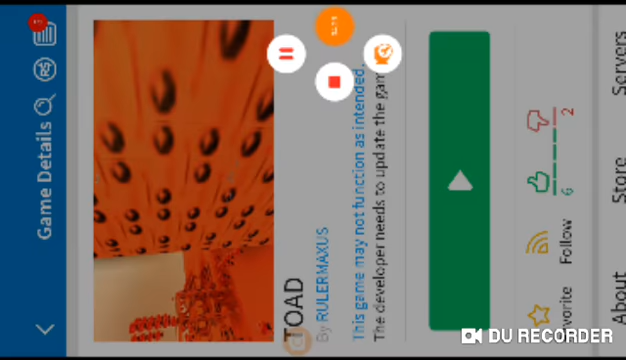 Game Details
R$
TOAD
By RULERMAXUS
This game may not function as intended.
The developer needs to update the gam
6
2
Follow
vorite
About
Store
Servers
DU RECORDER